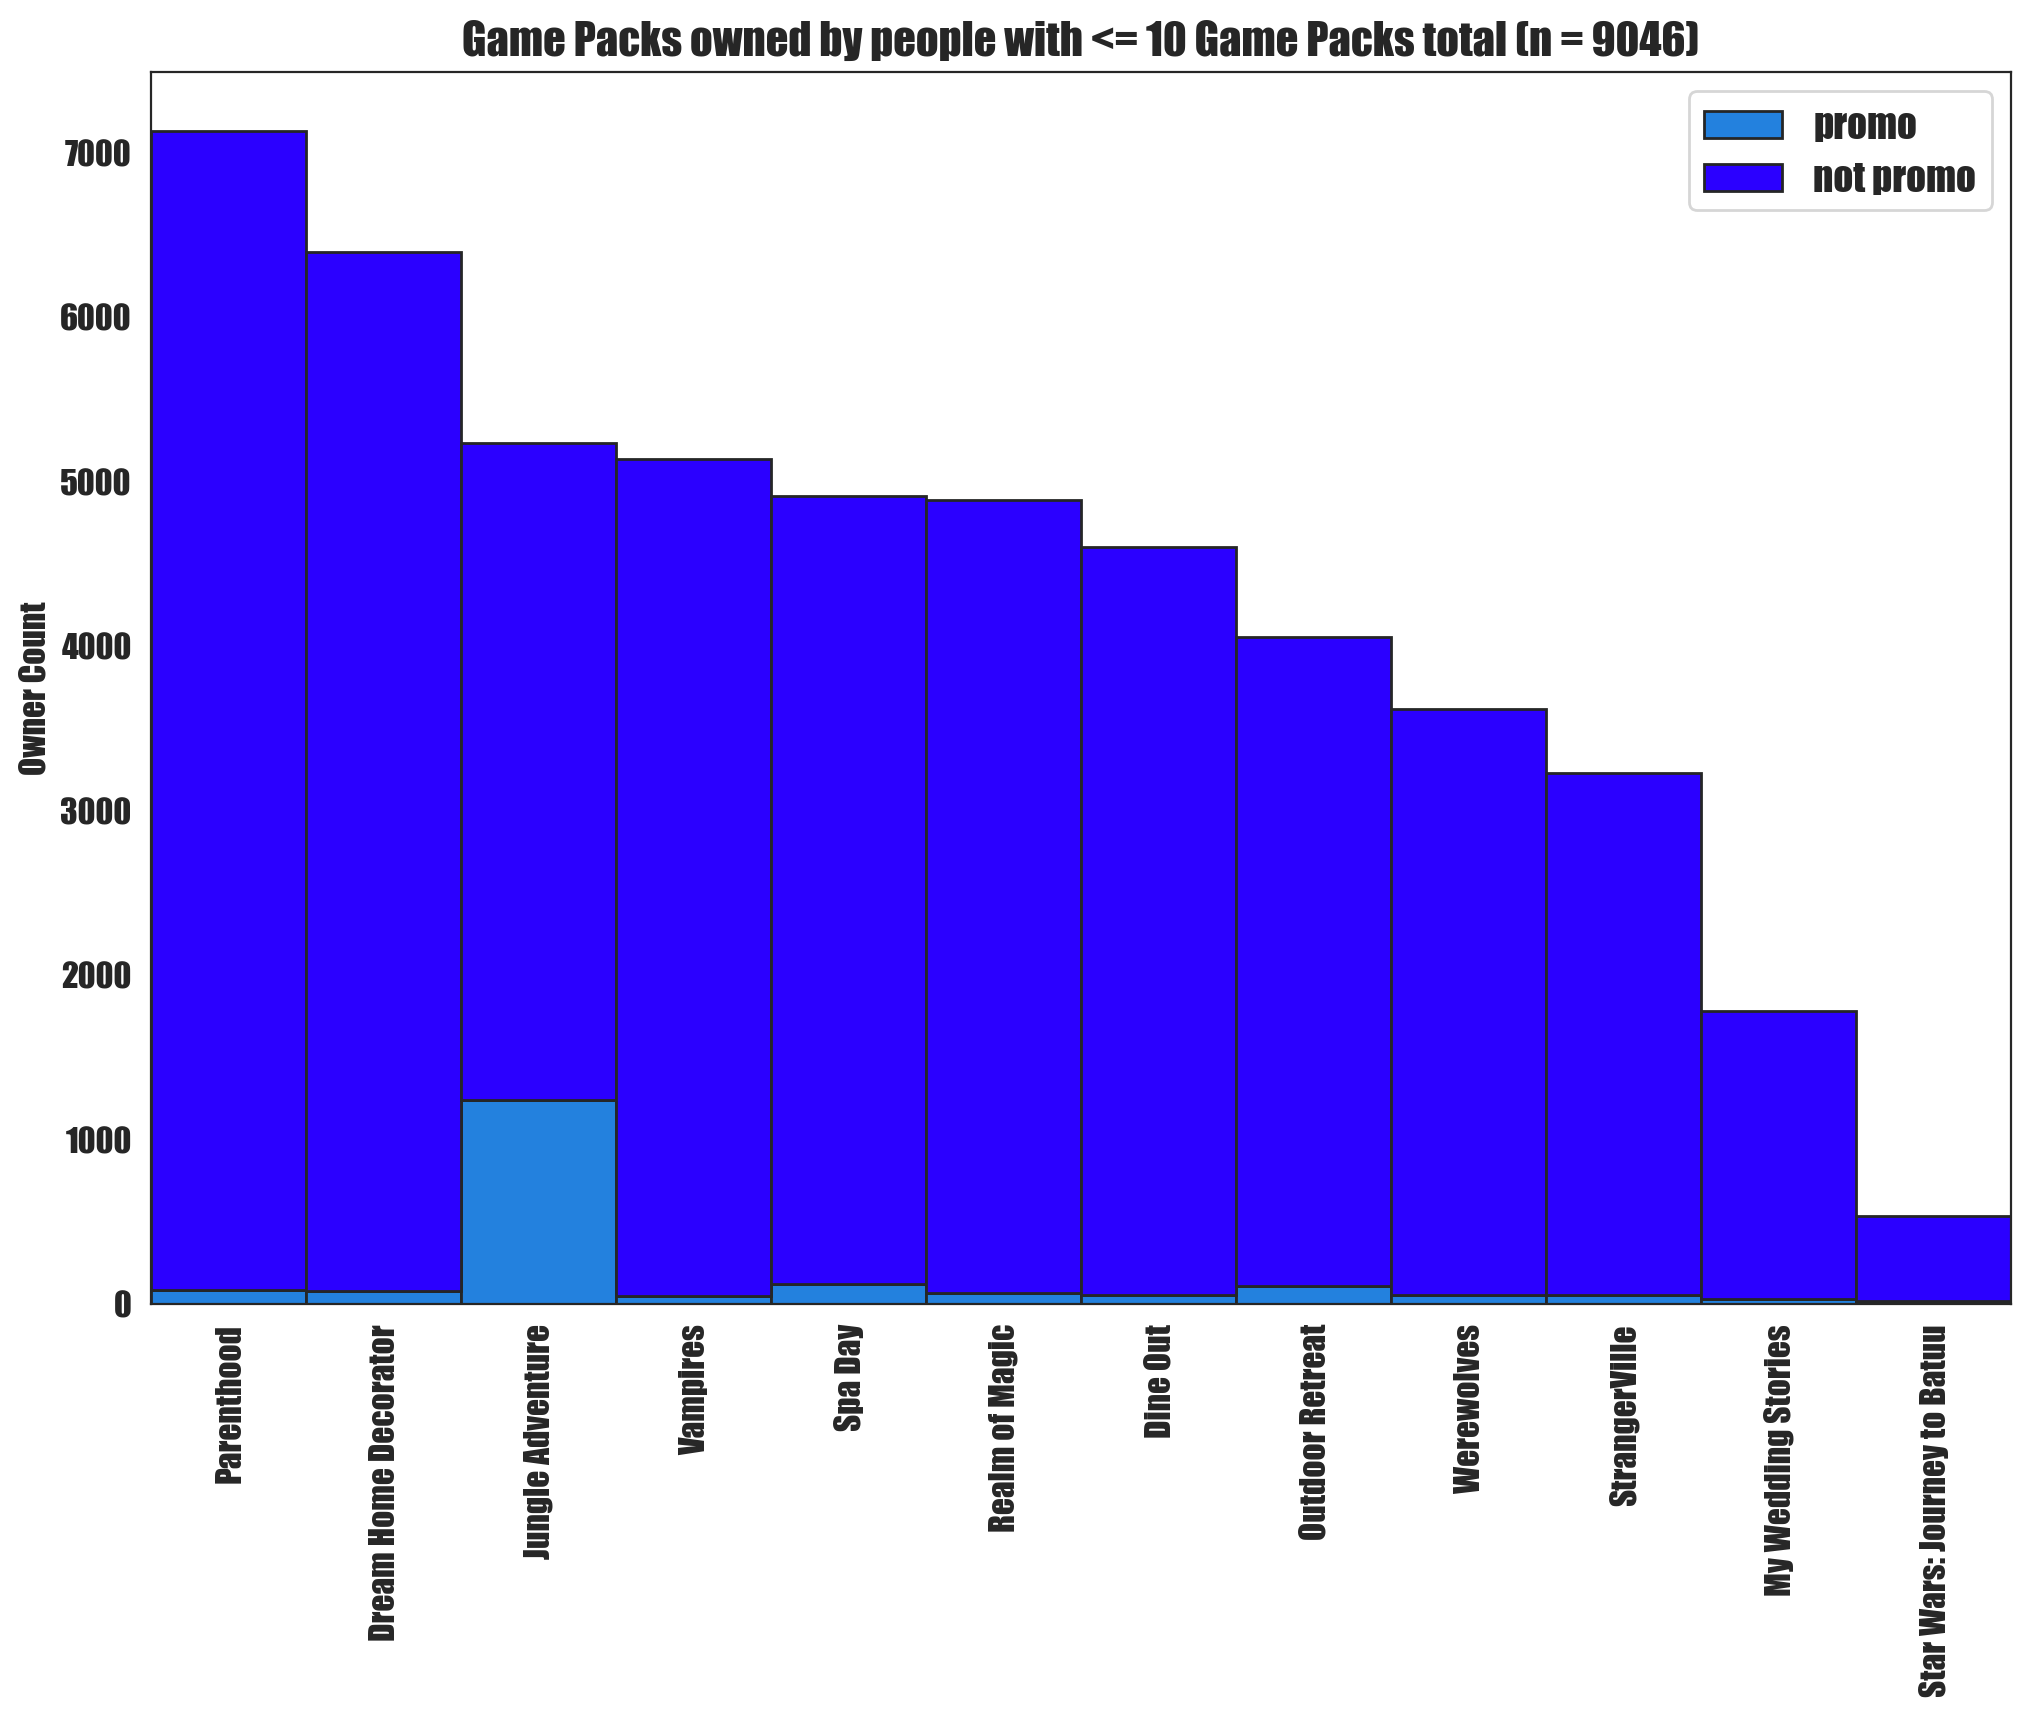 Game Packs owned by people with <= 10 Game Packs total (n = 9046)
promo
not promo
Owner Count
7000
6000
5000
4000
3000
2000
1000
0
Parenthood
Dream Home Decorator
Jungle Adventure
Vampires
Spa Day
Realm of Magic
Dine Out
Outdoor Retreat
Werewolves
StrangerVille
My Wedding Stories
Star Wars: Journey to Batuu